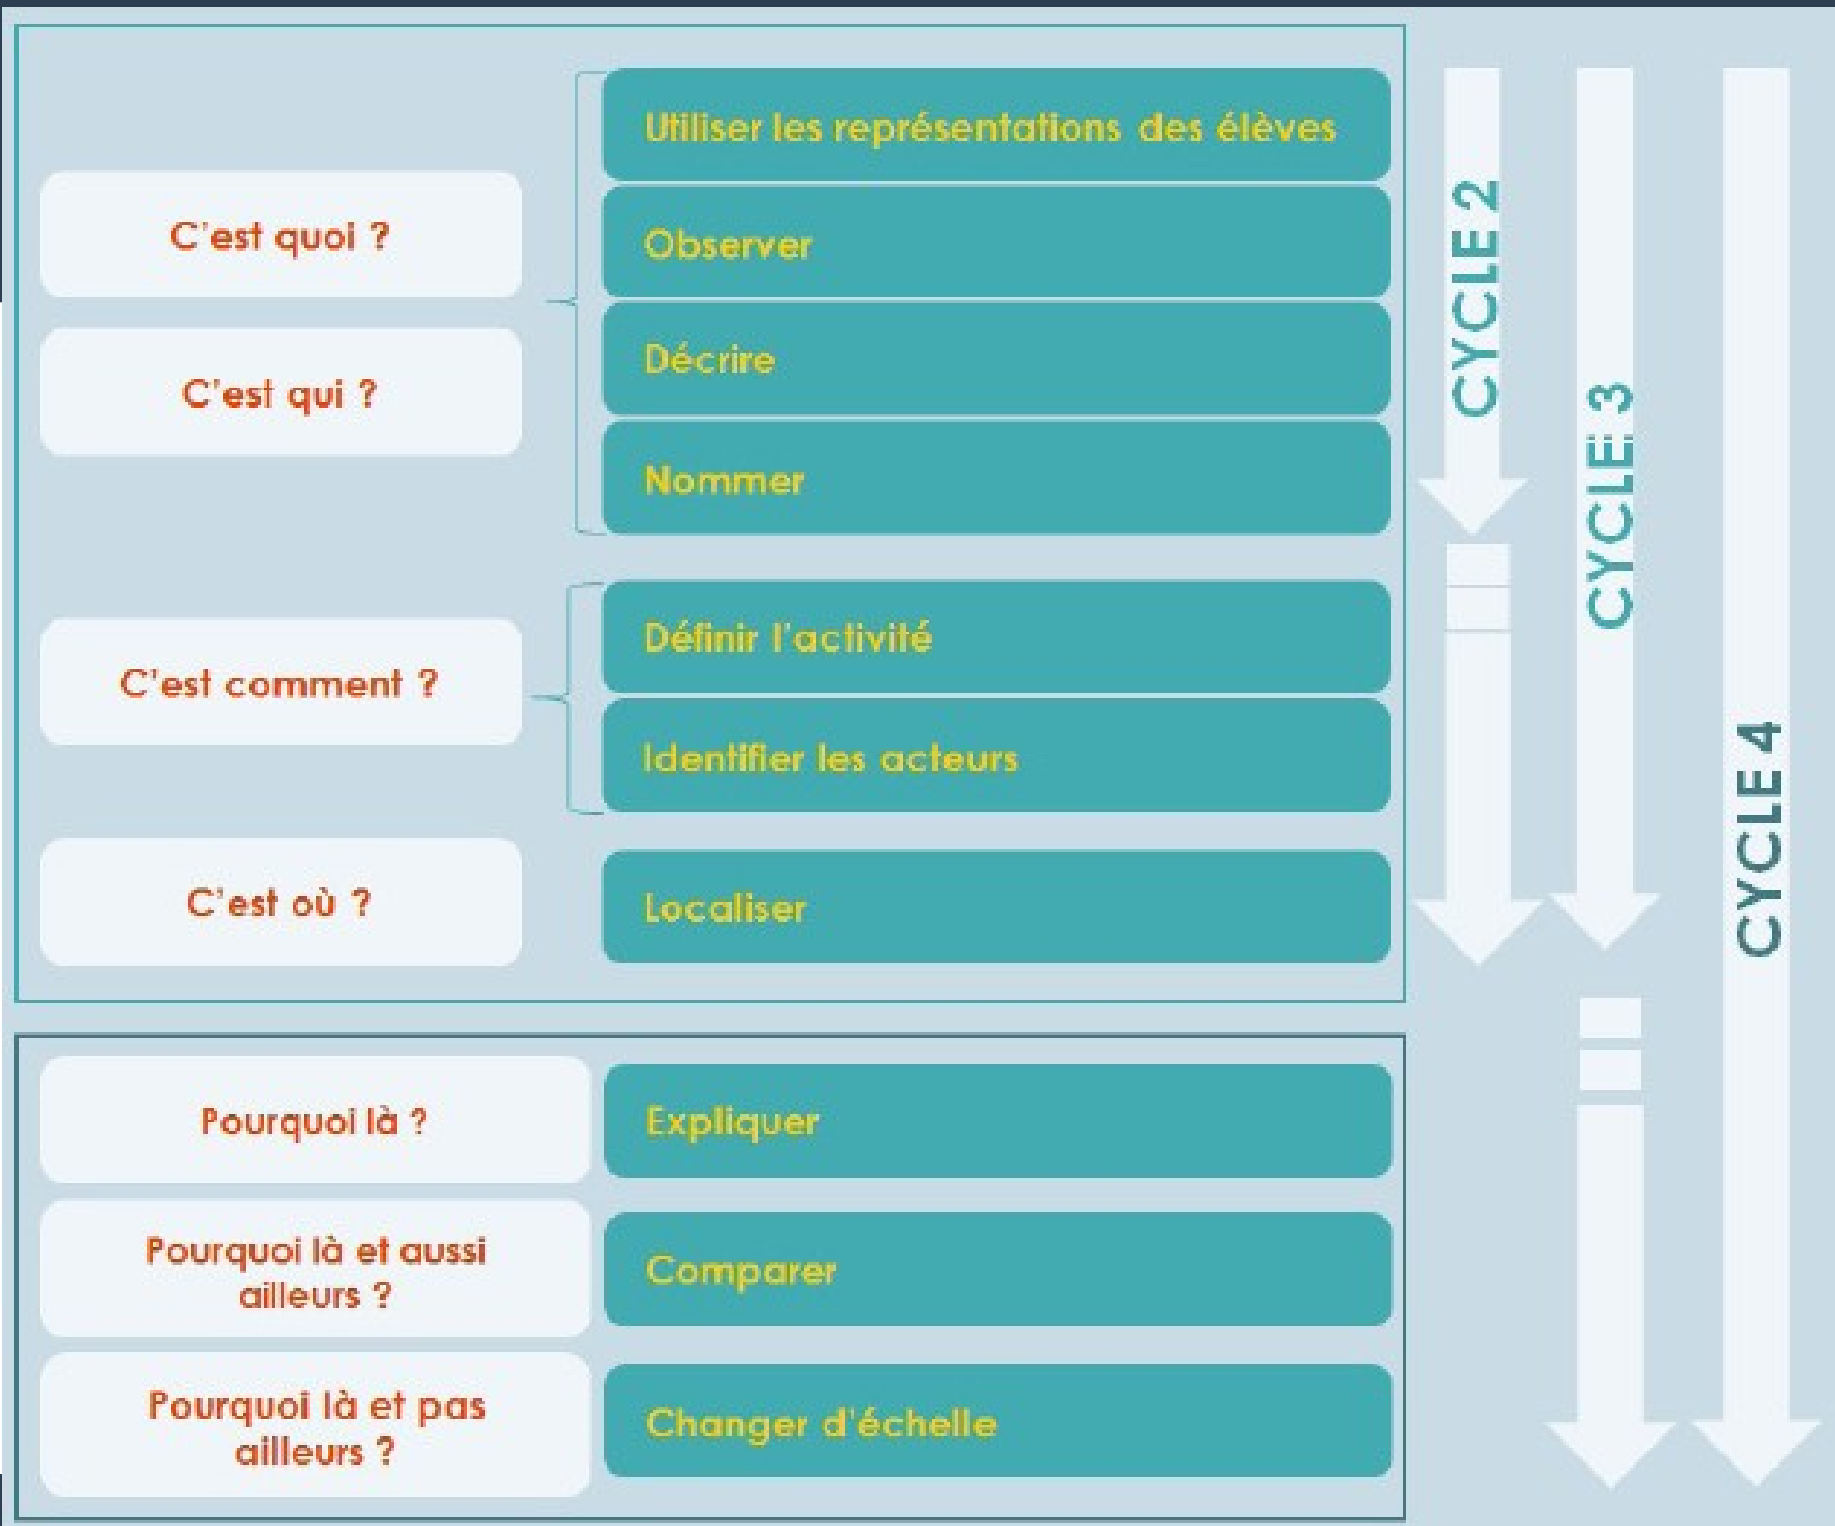 C'est quoi ?
C'est qui ?
Utiliser les représentations des élèves
Observer
Décrire
Nommer
C'est comment ?
Définir l'activité
Identifier les acteurs
C'est où ?
Localiser
Pourquoi là ?
Expliquer
Pourquoi là et aussi
ailleurs ?
Comparer
Pourquoi là et pas
ailleurs ?
Changer d'échelle
CYCLE 2
CYCLE 3
CYCLE 4